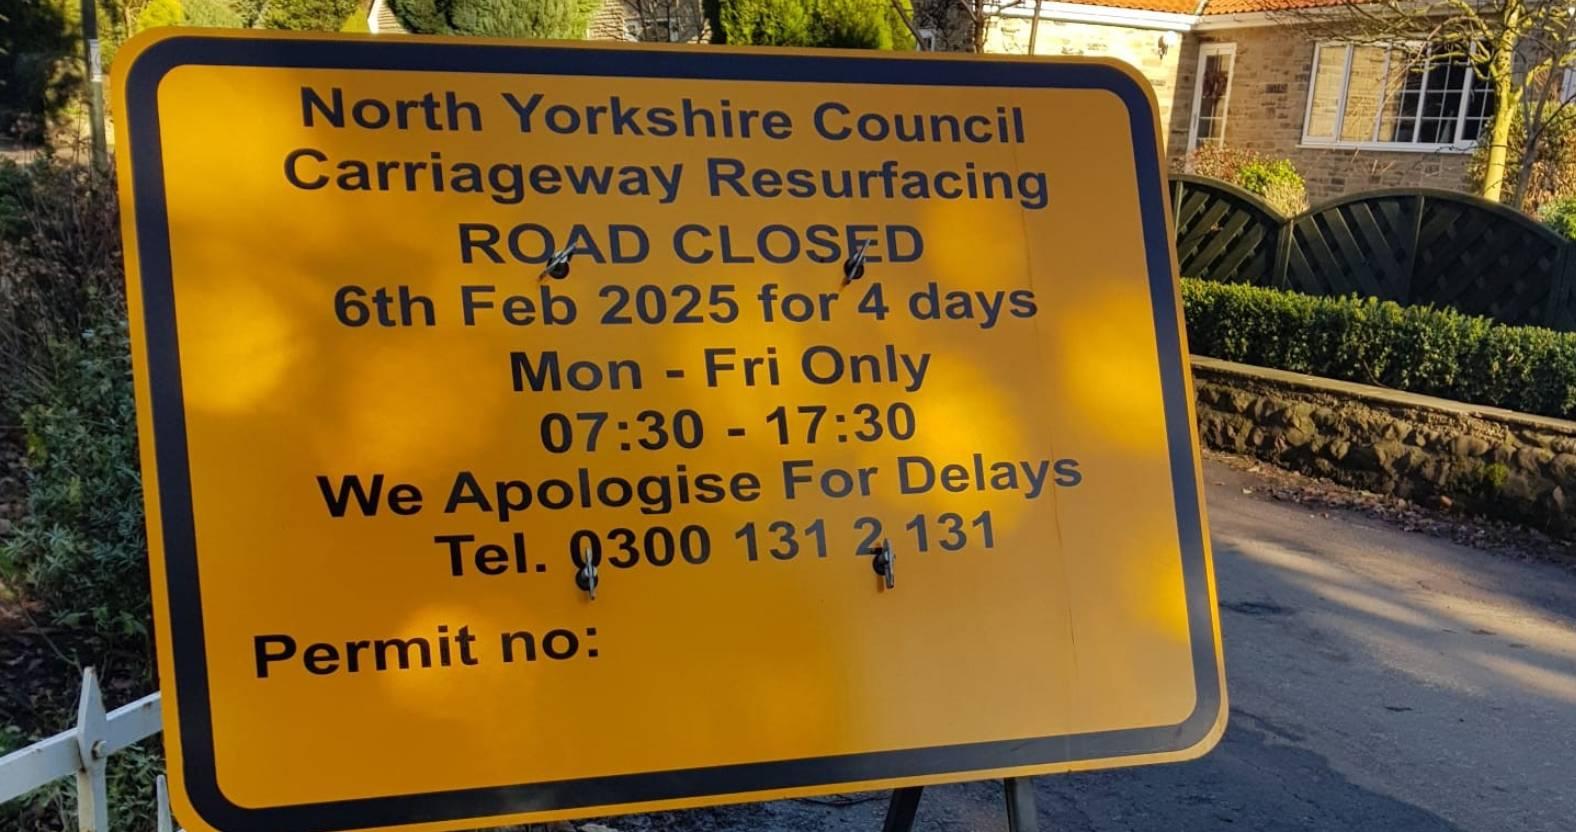 North Yorkshire Council
Carriageway Resurfacing
ROAD CLOSED
6th Feb 2025 for 4 days
Mon - Fri Only
07:30 - 17:30
We Apologise For Delays
Tel. 0300 131 2 131
Permit no: